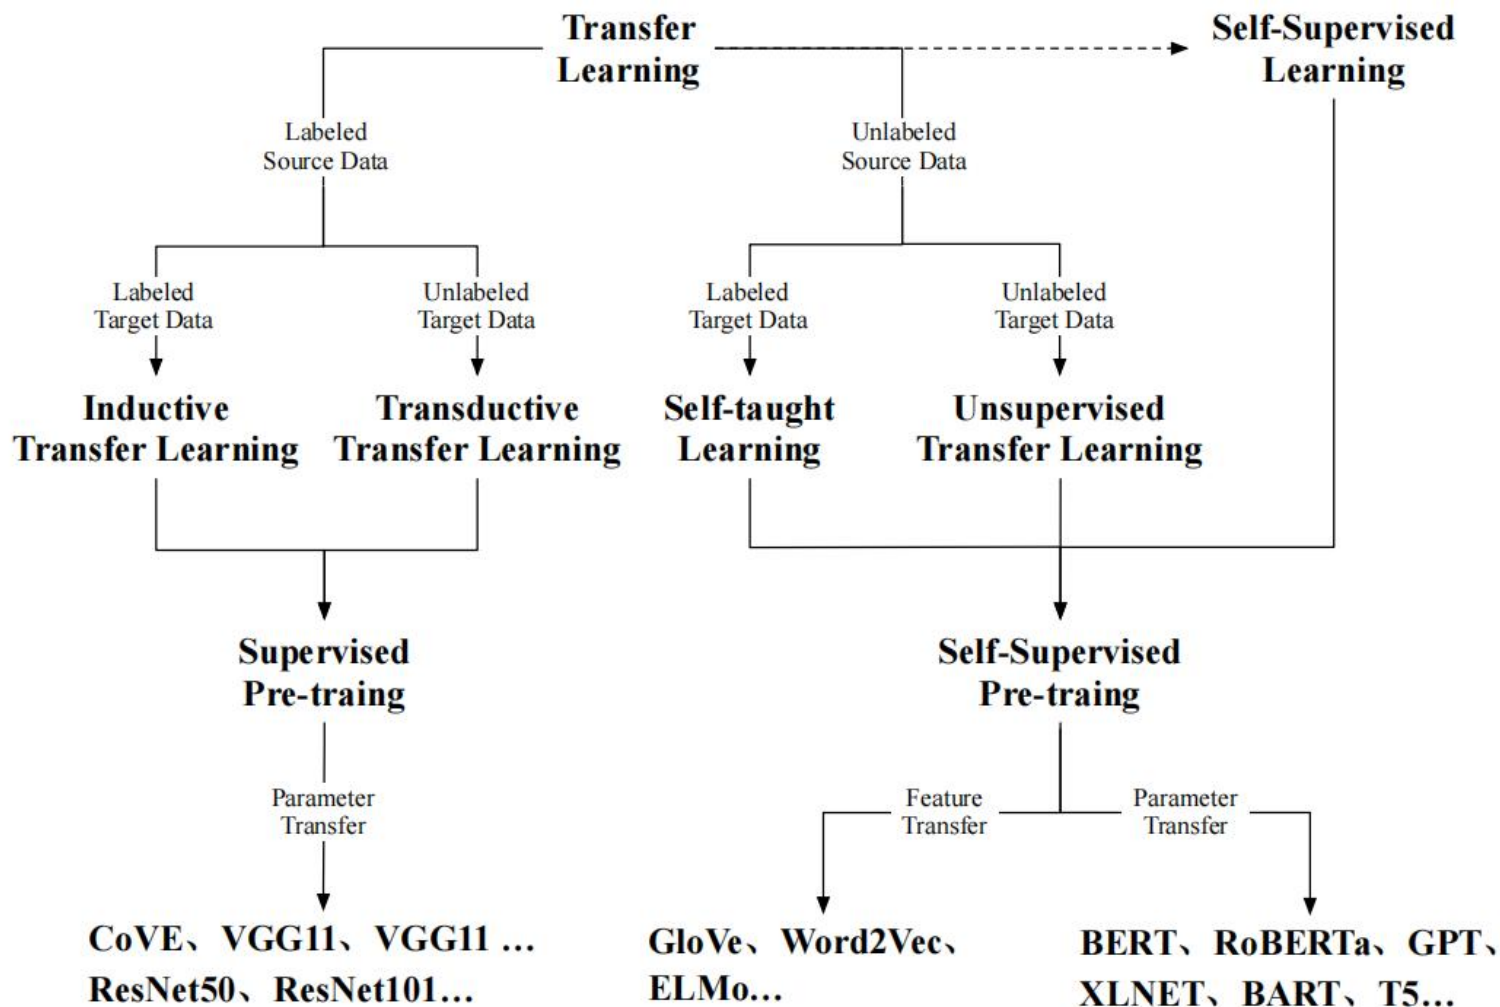 Transfer
Learning
Self-Supervised
Learning
Labeled
Source Data
Unlabeled
Source Data
Labeled
Target Data
Unlabeled
Target Data
Labeled
Target Data
Unlabeled
Target Data
Inductive
Transfer Learning
Transductive
Transfer Learning
Self-taught
Learning
Unsupervised
Transfer Learning
Supervised
Pre-traing
Self-Supervised
Pre-traing
Parameter
Transfer
Feature
Transfer
Parameter
Transfer
CoVE、VGG11、VGG11 ...
ResNet50、ResNet101...
GloVe、Word2Vec、
ELMo...
BERT、RoBERTa、GPT、
XLNET、BART、T5...